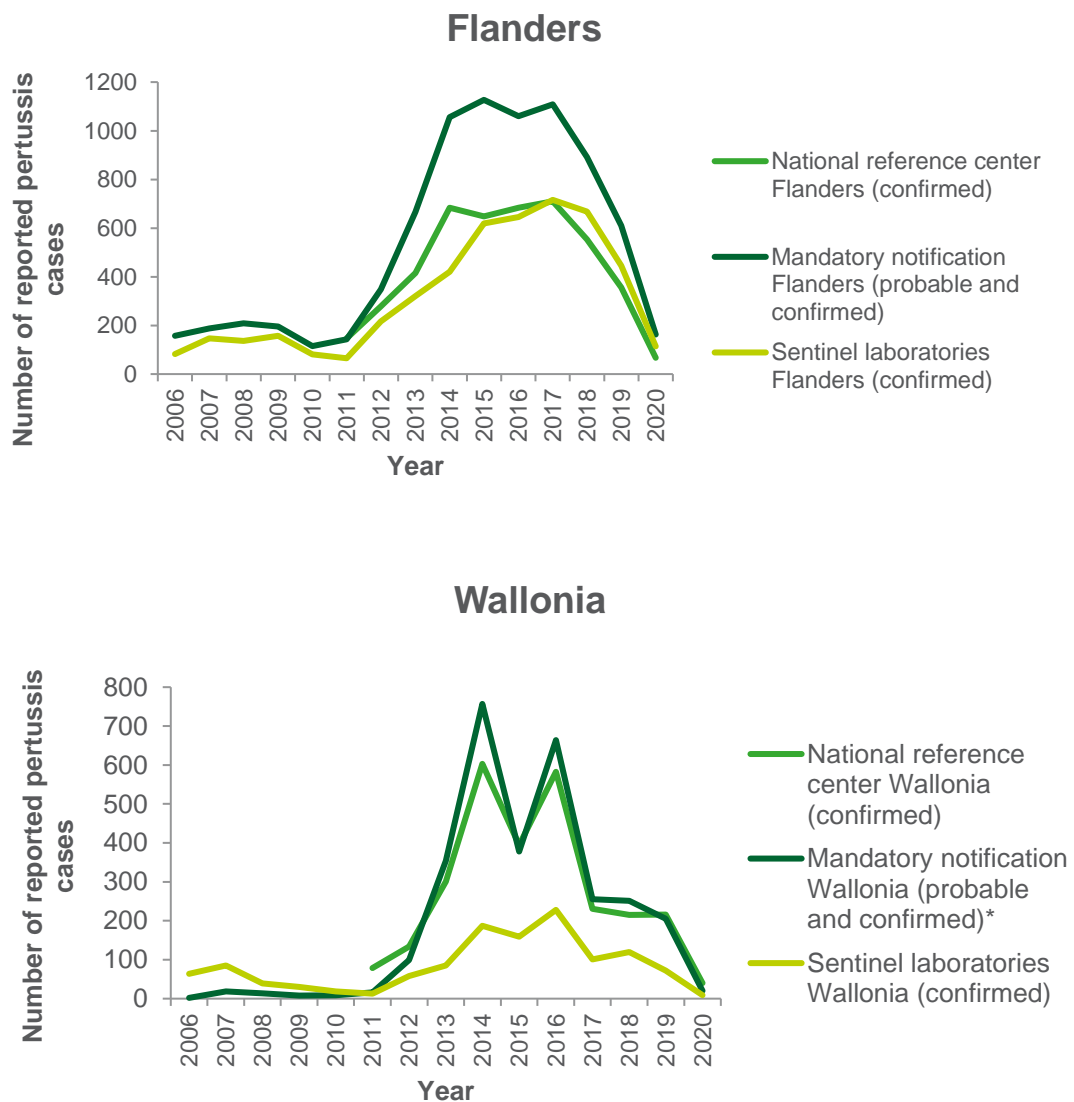 Flanders
Number of reported pertussis
cases
1200
1000
800
600
400
200
0
2006
2007
2008
2009
2010
2011
2012
2013
2014
2015
2016
2017
2018
2019
2020
Year
National reference center
Flanders (confirmed)
Mandatory notification
Flanders (probable and
confirmed)
Sentinel laboratories
Flanders (confirmed)
Wallonia
Number of reported pertussis
cases
800
700
600
500
400
300
200
100
0
2006
2007
2008
2009
2010
2011
2012
2013
2014
2015
2016
2017
2018
2019
2020
Year
National reference
center Wallonia
(confirmed)
Mandatory notification
Wallonia (probable
and confirmed)*
Sentinel laboratories
Wallonia (confirmed)